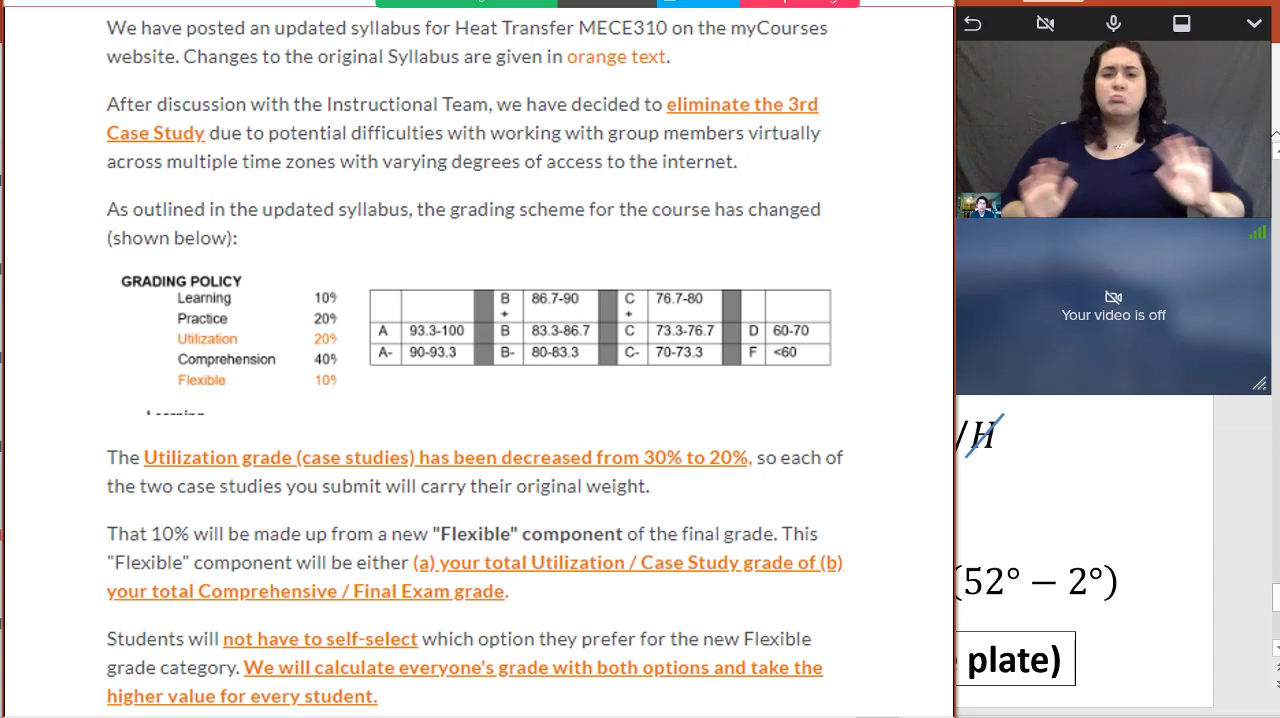 We have posted an updated syllabus for Heat Transfer MECE310 on the myCourses
website. Changes to the original Syllabus are given in orange text.
After discussion with the Instructional Team, we have decided to eliminate the 3rd
Case Study due to potential difficulties with working with group members virtually
across multiple time zones with varying degrees of access to the internet.
As outlined in the updated syllabus, the grading scheme for the course has changed
(shown below):
GRADING POLICY
Learning 10%
Practice 20%
Utilization 20%
Comprehension 40%
Flexible 10%
B+ 86.7-90 C+ 76.7-80
A 93.3-100 B 83.3-86.7 C 73.3-76.7 D 60-70
A- 90-93.3 B- 80-83.3 C- 70-73.3 F <60
The Utilization grade (case studies) has been decreased from 30% to 20%, so each of
the two case studies you submit will carry their original weight.
That 10% will be made up from a new "Flexible" component of the final grade. This
"Flexible" component will be either (a) your total Utilization / Case Study grade of (b)
your total Comprehensive / Final Exam grade.
Students will not have to self-select which option they prefer for the new Flexible
grade category. We will calculate everyone's grade with both options and take the
higher value for every student.
Your video is off
/H
(52° − 2°)
plate)